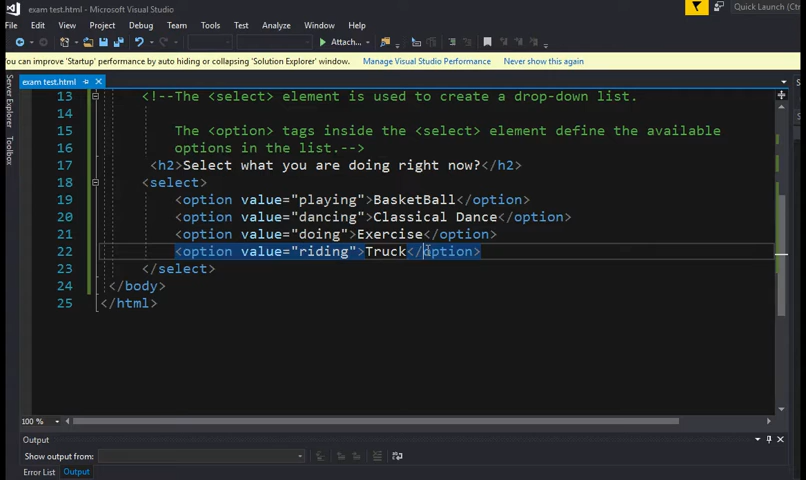 exam test.html - Microsoft Visual Studio
Quick Launch (Ctrl
File Edit View Project Debug Team Tools Test Analyze Window Help
Attach...
You can improve 'Startup' performance by auto hiding or collapsing 'Solution Explorer' window. Manage Visual Studio Performance Never show this again
Server Explorer
Toolbox
exam test.html
13 <!--The <select> element is used to create a drop-down list.
14
15 The <option> tags inside the <select> element define the available
16 options in the list.-->
17 <h2>Select what you are doing right now?</h2>
18 <select>
19 <option value="playing">BasketBall</option>
20 <option value="dancing">Classical Dance</option>
21 <option value="doing">Exercise</option>
22 <option value="riding">Truck</option>
23 </select>
24 </body>
25 </html>
100 %
Output
Show output from:
Error List Output